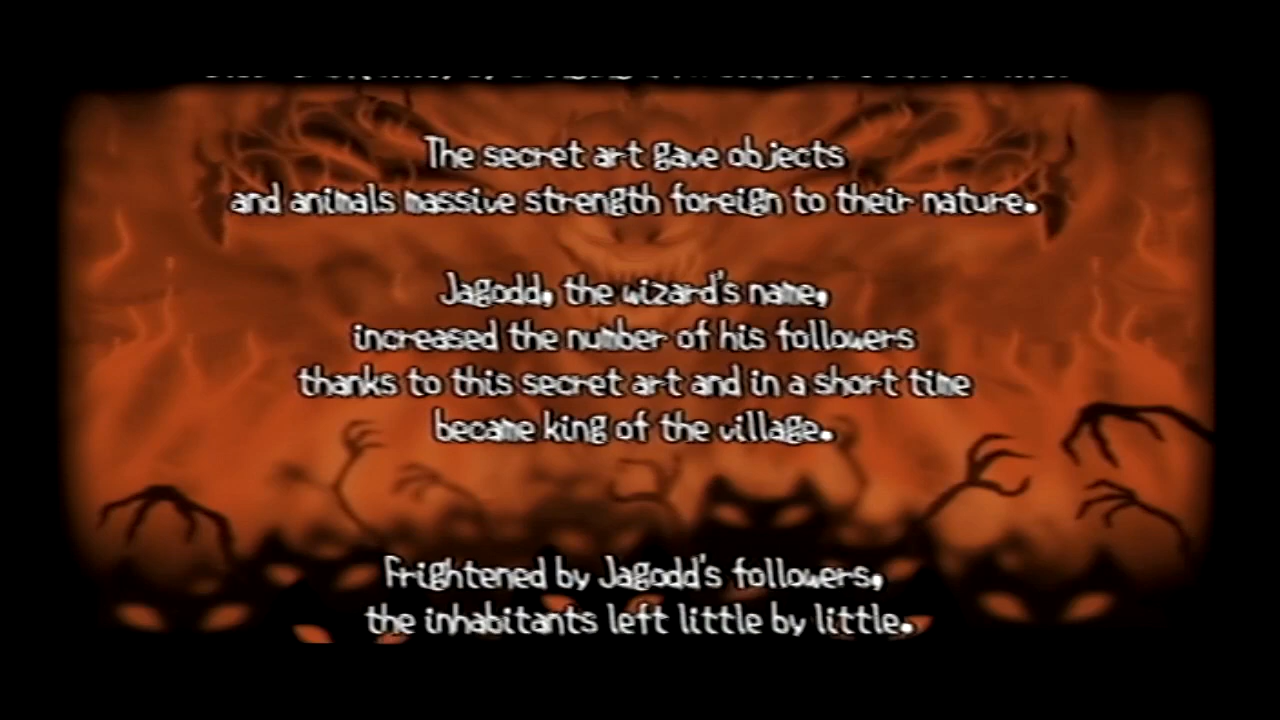 The secret art gave objects
and animals massive strength foreign to their nature.
Jagodd, the wizard's name,
increased the number of his followers
thanks to this secret art and in a short time
became king of the village.
Frightened by Jagodd's followers,
the inhabitants left little by little.